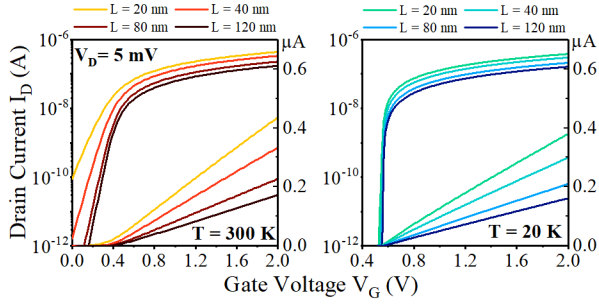 L = 20 nm L = 40 nm L = 20 nm L = 40 nm
L = 80 nm L = 120 nm L = 80 nm L = 120 nm
10⁻⁶ µA 10⁻⁶ µA
V_D= 5 mV
0.6 0.6
10⁻⁸ 10⁻⁸
0.4 0.4
10⁻¹⁰ 10⁻¹⁰
0.2 0.2
T = 300 K T = 20 K
10⁻¹² 0.0 10⁻¹² 0.0
0.0 0.4 0.8 1.2 1.6 2.0 0.4 0.8 1.2 1.6 2.0
Drain Current I_D (A)
Gate Voltage V_G (V)